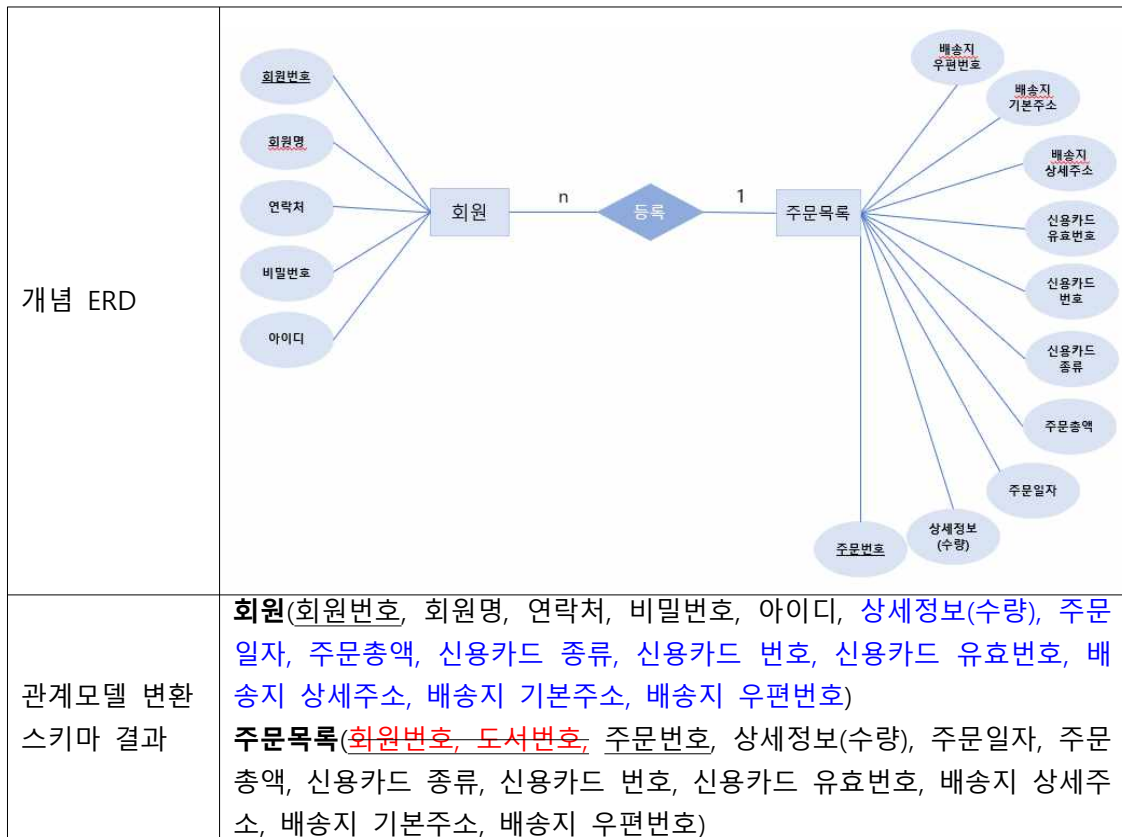 개념 ERD
회원번호
회원명
연락처
비밀번호
아이디
회원
n
등록
1
주문목록
배송지
우편번호
배송지
기본주소
배송지
상세주소
신용카드
유효번호
신용카드
번호
신용카드
종류
주문총액
주문일자
상세정보
(수량)
주문번호
관계모델 변환
스키마 결과
회원(회원번호, 회원명, 연락처, 비밀번호, 아이디, 상세정보(수량), 주문
일자, 주문총액, 신용카드 종류, 신용카드 번호, 신용카드 유효번호, 배
송지 상세주소, 배송지 기본주소, 배송지 우편번호)
주문목록(회원번호, 도서번호, 주문번호, 상세정보(수량), 주문일자, 주문
총액, 신용카드 종류, 신용카드 번호, 신용카드 유효번호, 배송지 상세주
소, 배송지 기본주소, 배송지 우편번호)